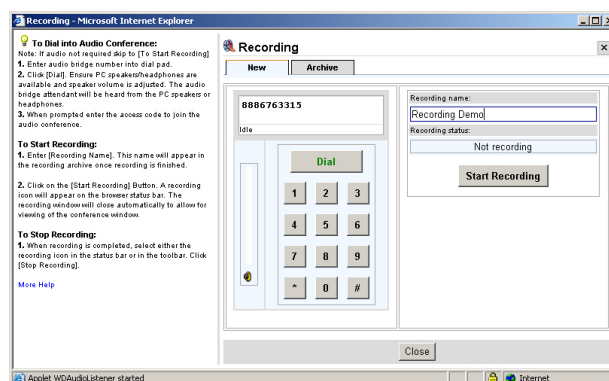 Recording - Microsoft Internet Explorer
To Dial into Audio Conference:
Note: If audio not required skip to [To Start Recording]
1. Enter audio bridge number into dial pad.
2. Click [Dial]. Ensure PC speakers/headphones are
available and speaker volume is adjusted. The audio
bridge attendant will be heard from the PC speakers or
headphones.
3. When prompted enter the access code to join the
audio conference.
To Start Recording:
1. Enter [Recording Name]. This name will appear in
the recording archive once recording is finished.
2. Click on the [Start Recording] Button. A recording
icon will appear on the browser status bar. The
recording window will close automatically to allow for
viewing of the conference window.
To Stop Recording:
1. When recording is completed, select either the
recording icon in the status bar or in the toolbar. Click
[Stop Recording].
More Help
Recording
New Archive
8886763315
Idle
Dial
1 2 3
4 5 6
7 8 9
* 0 #
Recording name:
Recording Demo
Recording status:
Not recording
Start Recording
Close
Applet WDAudioListener started
Internet